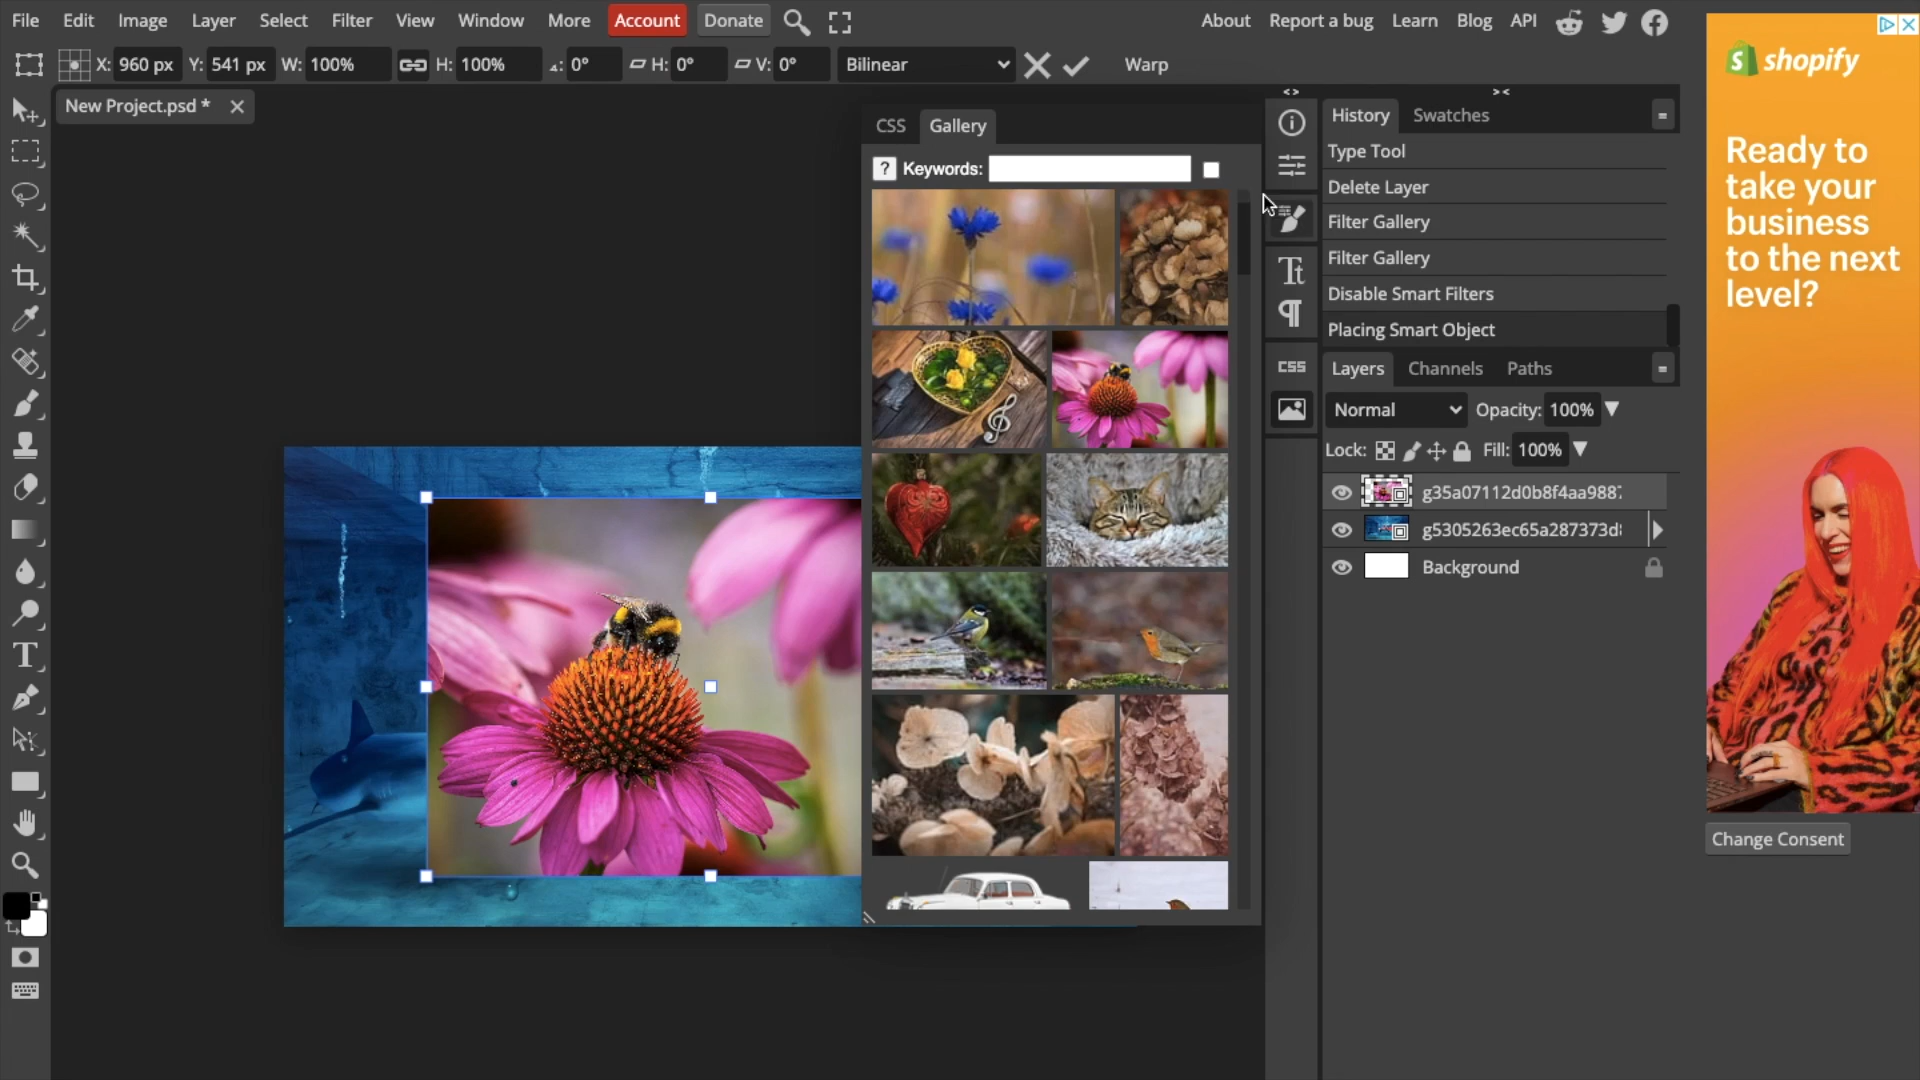 File Edit Image Layer Select Filter View Window More Account Donate About Report a bug Learn Blog API
X: 960 px Y: 541 px W: 100% H: 100% ⊿: 0° H: 0° V: 0° Bilinear Warp
New Project.psd *
CSS Gallery
? Keywords:
History Swatches
Type Tool
Delete Layer
Filter Gallery
Filter Gallery
Disable Smart Filters
Placing Smart Object
CSS
Layers Channels Paths
Normal Opacity: 100%
Lock: Fill: 100%
g35a07112d0b8f4aa9887
g5305263ec65a287373d
Background
shopify
Ready to
take your
business
to the next
level?
Change Consent